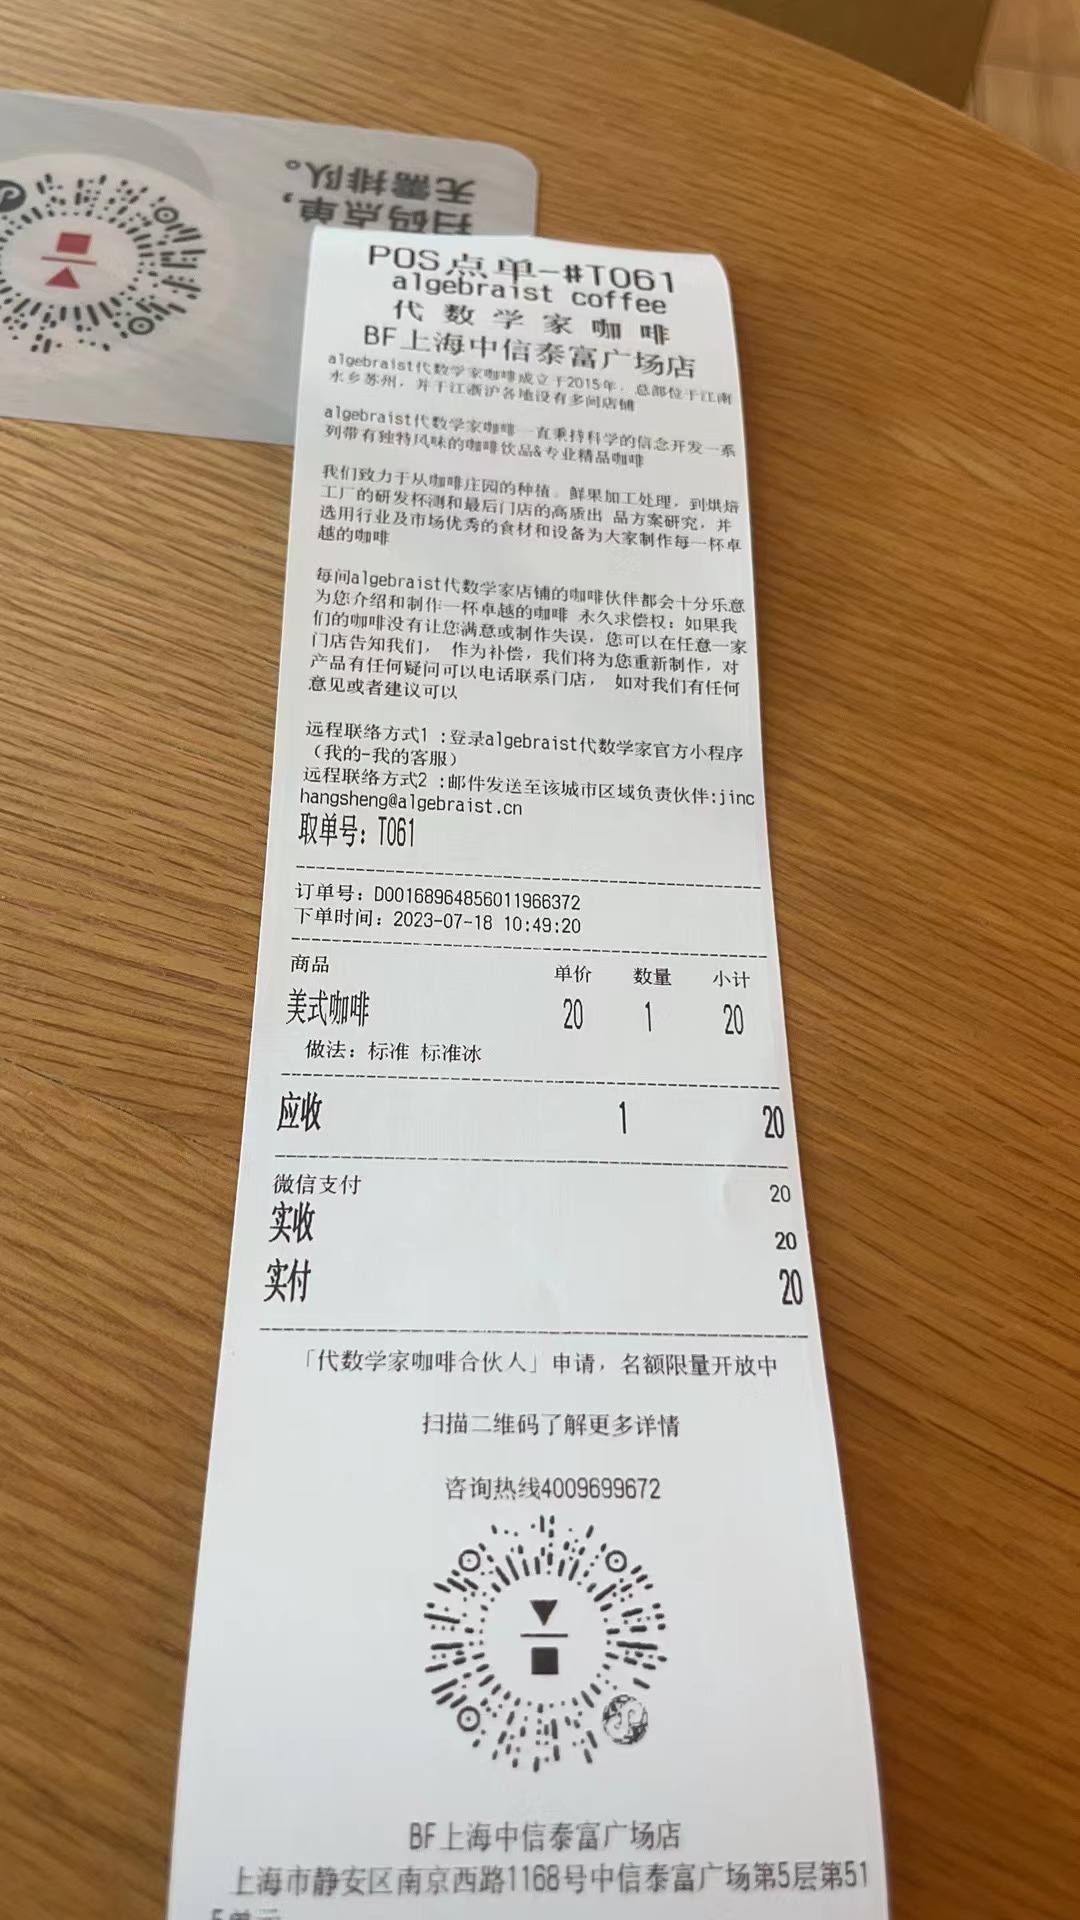 无需排队。
扫码点单,
POS点单-#T061
algebraist coffee
代数学家咖啡
BF上海中信泰富广场店
algebraist代数学家咖啡成立于2015年，总部位于江南
水乡苏州，并于江浙沪各地设有多间店铺
algebraist代数学家咖啡一直秉持科学的信念开发一系
列带有独特风味的咖啡饮品&专业精品咖啡
我们致力于从咖啡庄园的种植、鲜果加工处理，到烘焙
工厂的研发杯测和最后门店的高质出 品方案研究，并
选用行业及市场优秀的食材和设备为大家制作每一杯卓
越的咖啡
每间algebraist代数学家店铺的咖啡伙伴都会十分乐意
为您介绍和制作一杯卓越的咖啡 永久求偿权：如果我
们的咖啡没有让您满意或制作失误，您可以在任意一家
门店告知我们， 作为补偿，我们将为您重新制作，对
产品有任何疑问可以电话联系门店， 如对我们有任何
意见或者建议可以
远程联络方式1 :登录algebraist代数学家官方小程序
（我的-我的客服）
远程联络方式2 :邮件发送至该城市区域负责伙伴:jinc
hangsheng@algebraist.cn
取单号：T061
订单号：D00168964856011966372
下单时间：2023-07-18 10:49:20
商品 单价 数量 小计
美式咖啡 20 1 20
做法：标准 标准冰
应收 1 20
微信支付 20
实收 20
实付 20
「代数学家咖啡合伙人」申请，名额限量开放中
扫描二维码了解更多详情
咨询热线4009699672
BF上海中信泰富广场店
上海市静安区南京西路1168号中信泰富广场第5层第51
5单元